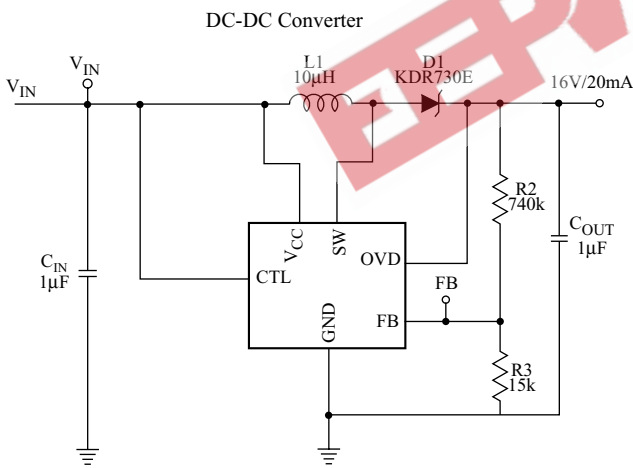 DC-DC Converter
VIN
VIN
L1
10µH
D1
KDR730E
16V/20mA
R2
740k
COUT
1µF
CIN
1µF
VCC
SW
OVD
CTL
FB
GND
FB
R3
15k
EEPW